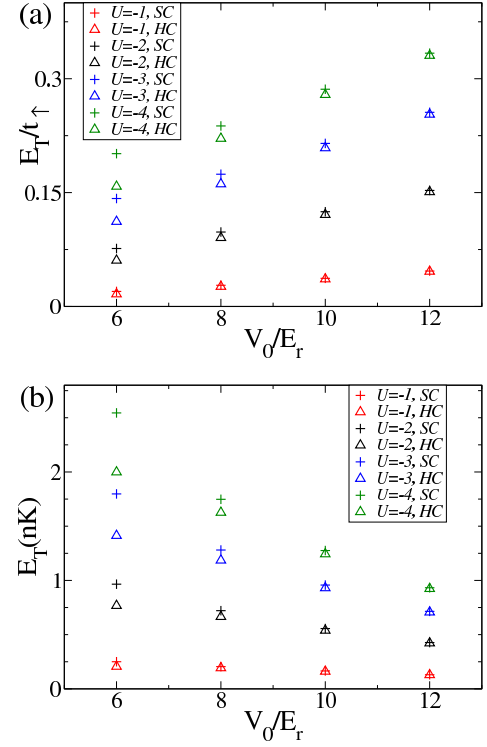 (a)
U=-1, SC
U=-1, HC
U=-2, SC
U=-2, HC
U=-3, SC
U=-3, HC
U=-4, SC
U=-4, HC
E_T/t_↑
0.3
0.15
0
6 8 10 12
V_0/E_r
(b)
U=-1, SC
U=-1, HC
U=-2, SC
U=-2, HC
U=-3, SC
U=-3, HC
U=-4, SC
U=-4, HC
E_T(nK)
2
1
0
6 8 10 12
V_0/E_r